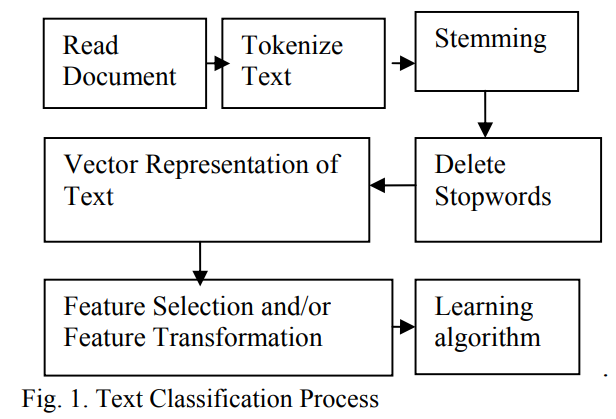 Read
Document
Tokenize
Text
Stemming
Vector Representation of
Text
Delete
Stopwords
Feature Selection and/or
Feature Transformation
Learning
algorithm
.
Fig. 1. Text Classification Process